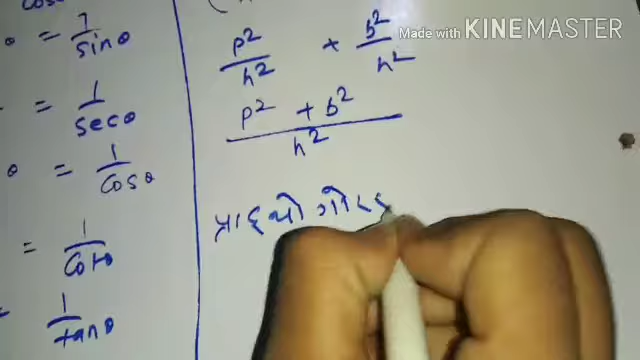 = 1/sinθ
= 1/secθ
θ = 1/cosθ
= 1/cotθ
= 1/tanθ
p²/h² + b²/h²
p² + b²/h²
Made with KINEMASTER